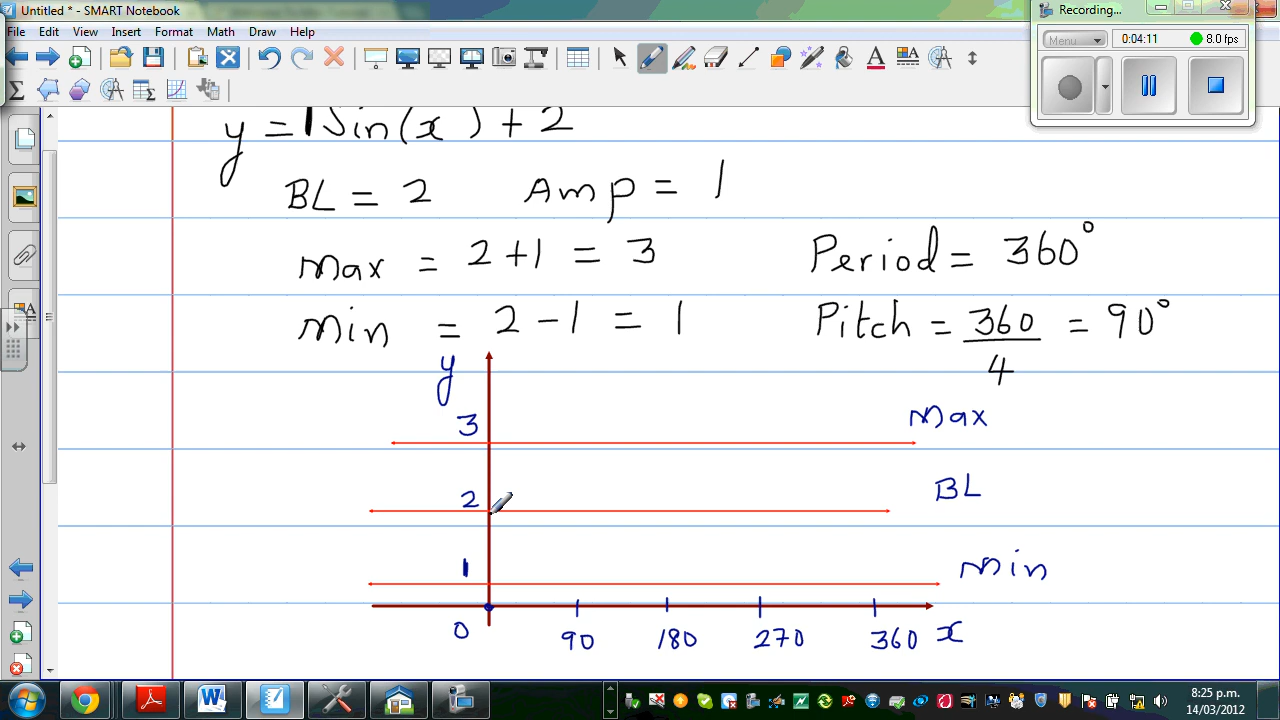 Untitled * - SMART Notebook
File Edit View Insert Format Math Draw Help
Recording...
Menu 0:04:11 8.0 fps
y = 1 Sin(x) + 2
BL = 2 Amp = 1
max = 2 + 1 = 3 Period = 360°
min = 2 - 1 = 1 Pitch = 360/4 = 90°
y
3 Max
2 BL
1 Min
0 90 180 270 360 x
8:25 p.m.
14/03/2012